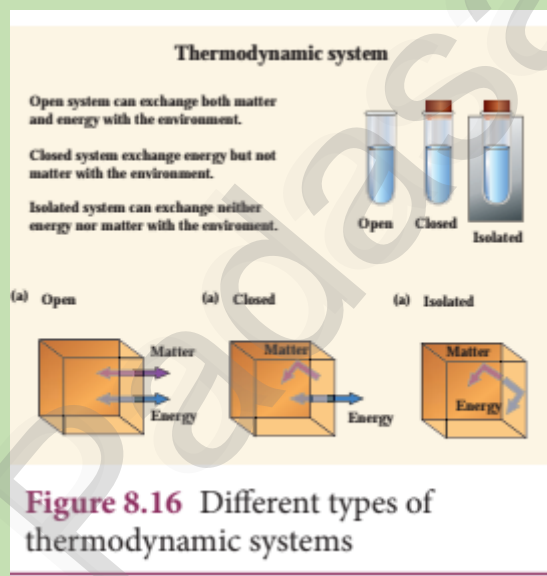 Thermodynamic system
Open system can exchange both matter
and energy with the environment.
Closed system exchange energy but not
matter with the environment.
Isolated system can exchange neither
energy nor matter with the enviroment.
Open
Closed
Isolated
(a) Open
(a) Closed
(a) Isolated
Matter
Energy
Matter
Energy
Matter
Energy
Figure 8.16 Different types of
thermodynamic systems